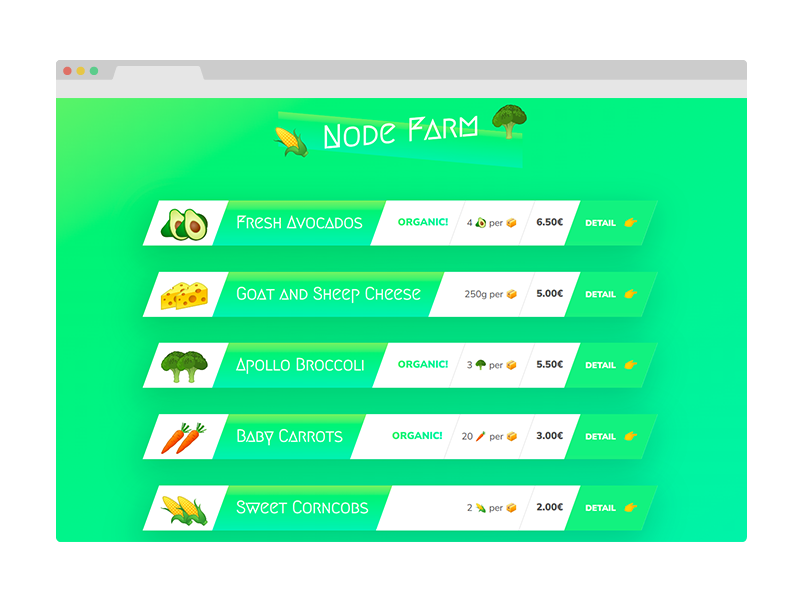 Node Farm
Fresh Avocados ORGANIC! 4 🥑 per 📦 6.50€ DETAIL 👉
Goat and Sheep Cheese 250g per 📦 5.00€ DETAIL 👉
Apollo Broccoli ORGANIC! 3 🥦 per 📦 5.50€ DETAIL 👉
Baby Carrots ORGANIC! 20 🥕 per 📦 3.00€ DETAIL 👉
Sweet Corncobs 2 🌽 per 📦 2.00€ DETAIL 👉